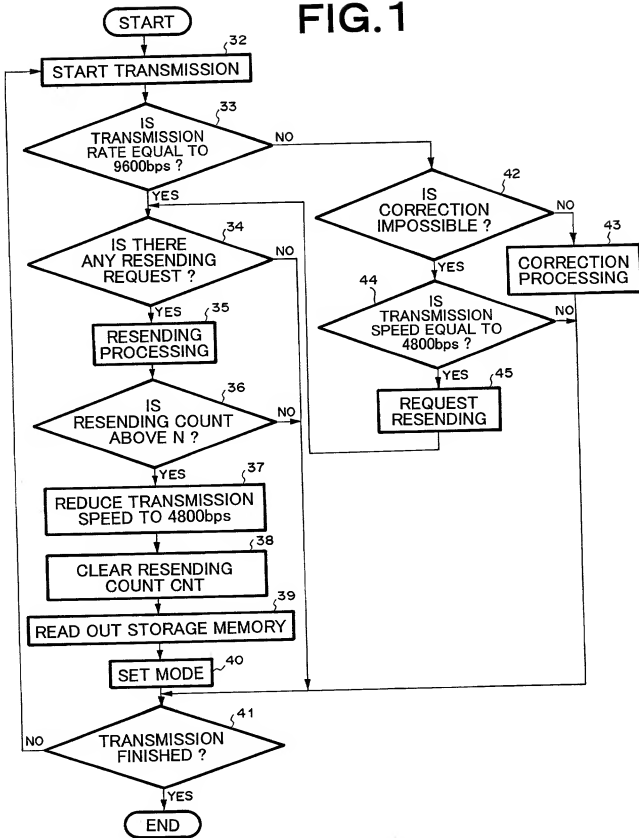 FIG.1
START
32
START TRANSMISSION
33
IS
TRANSMISSION
RATE EQUAL TO
9600bps ?
NO
YES
34
IS THERE
ANY RESENDING
REQUEST ?
NO
YES
35
RESENDING
PROCESSING
36
IS
RESENDING COUNT
ABOVE N ?
NO
YES
37
REDUCE TRANSMISSION
SPEED TO 4800bps
38
CLEAR RESENDING
COUNT CNT
39
READ OUT STORAGE MEMORY
40
SET MODE
41
TRANSMISSION
FINISHED ?
NO
YES
END
42
IS
CORRECTION
IMPOSSIBLE ?
NO
YES
43
CORRECTION
PROCESSING
44
IS
TRANSMISSION
SPEED EQUAL TO
4800bps ?
NO
YES
45
REQUEST
RESENDING